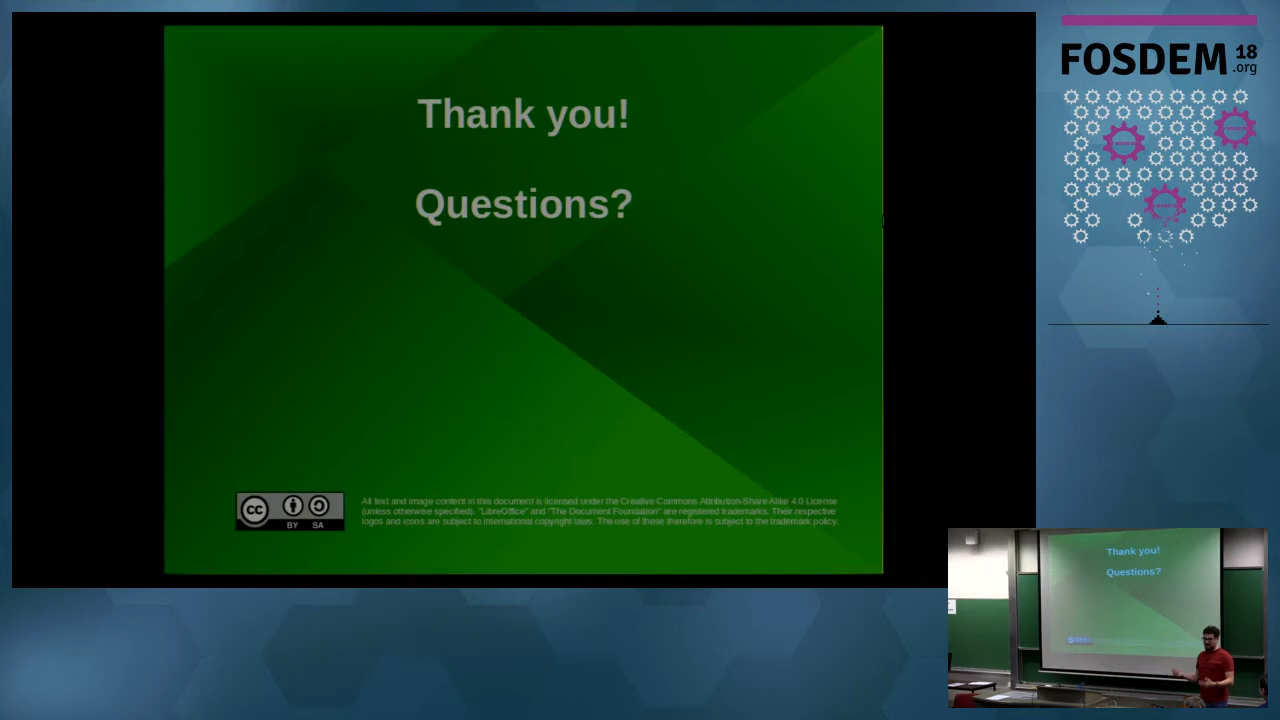 Thank you!
Questions?
cc
BY SA
All text and image content in this document is licensed under the Creative Commons Attribution-Share Alike 4.0 License
(unless otherwise specified). "LibreOffice" and "The Document Foundation" are registered trademarks. Their respective
logos and icons are subject to international copyright laws. The use of these therefore is subject to the trademark policy.
FOSDEM 18
.org
Thank you!
Questions?